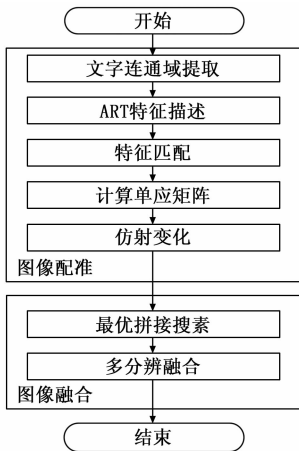 开始
文字连通域提取
ART特征描述
特征匹配
计算单应矩阵
仿射变化
图像配准
最优拼接搜素
多分辨融合
图像融合
结束